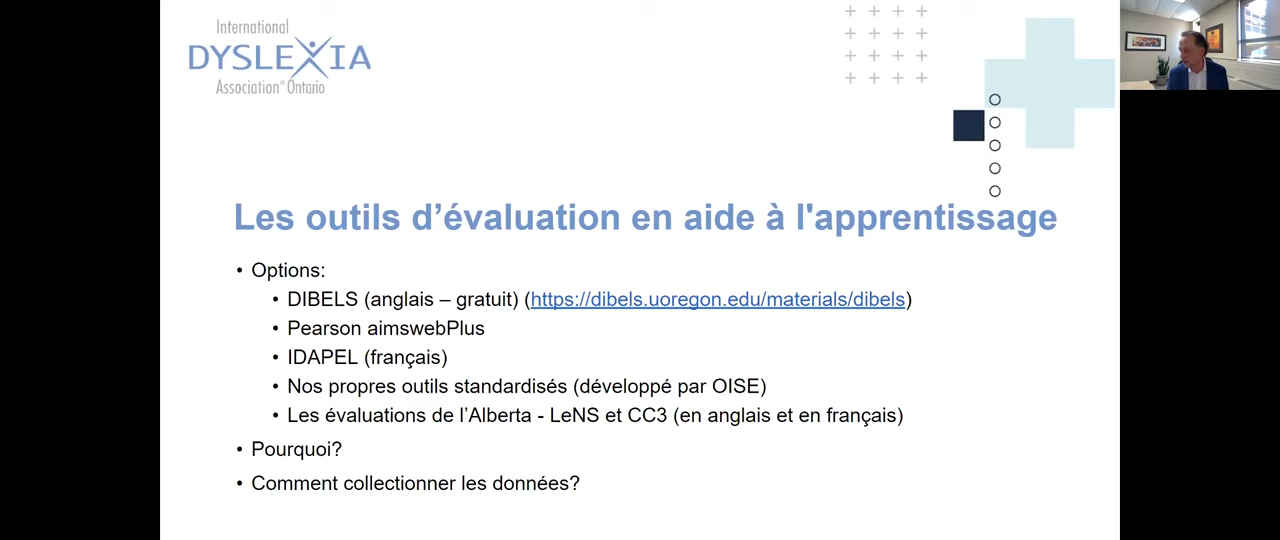 International
DYSLEXIA
Association® Ontario
Les outils d’évaluation en aide à l'apprentissage
• Options:
• DIBELS (anglais – gratuit) (https://dibels.uoregon.edu/materials/dibels)
• Pearson aimswebPlus
• IDAPEL (français)
• Nos propres outils standardisés (développé par OISE)
• Les évaluations de l’Alberta - LeNS et CC3 (en anglais et en français)
• Pourquoi?
• Comment collectionner les données?